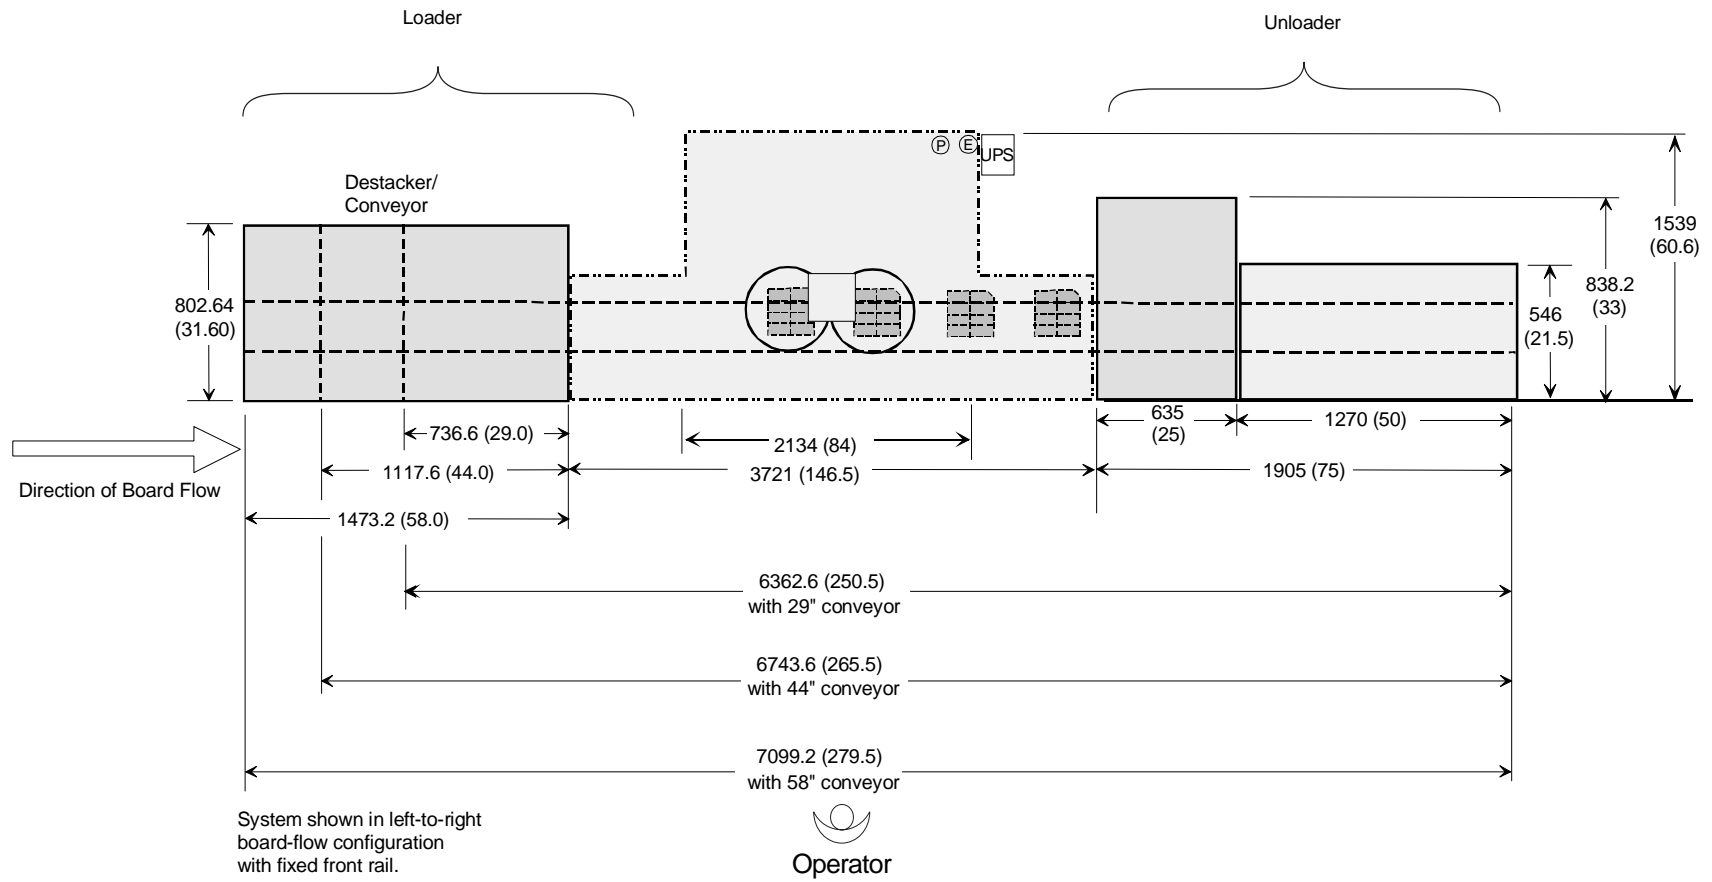 Loader
Unloader
P
E
UPS
Destacker/
Conveyor
1539
(60.6)
838.2
(33)
802.64
(31.60)
546
(21.5)
635
(25)
1270 (50)
736.6 (29.0)
2134 (84)
1117.6 (44.0)
3721 (146.5)
1905 (75)
Direction of Board Flow
1473.2 (58.0)
6362.6 (250.5)
with 29" conveyor
6743.6 (265.5)
with 44" conveyor
7099.2 (279.5)
with 58" conveyor
System shown in left-to-right
board-flow configuration
with fixed front rail.
Operator